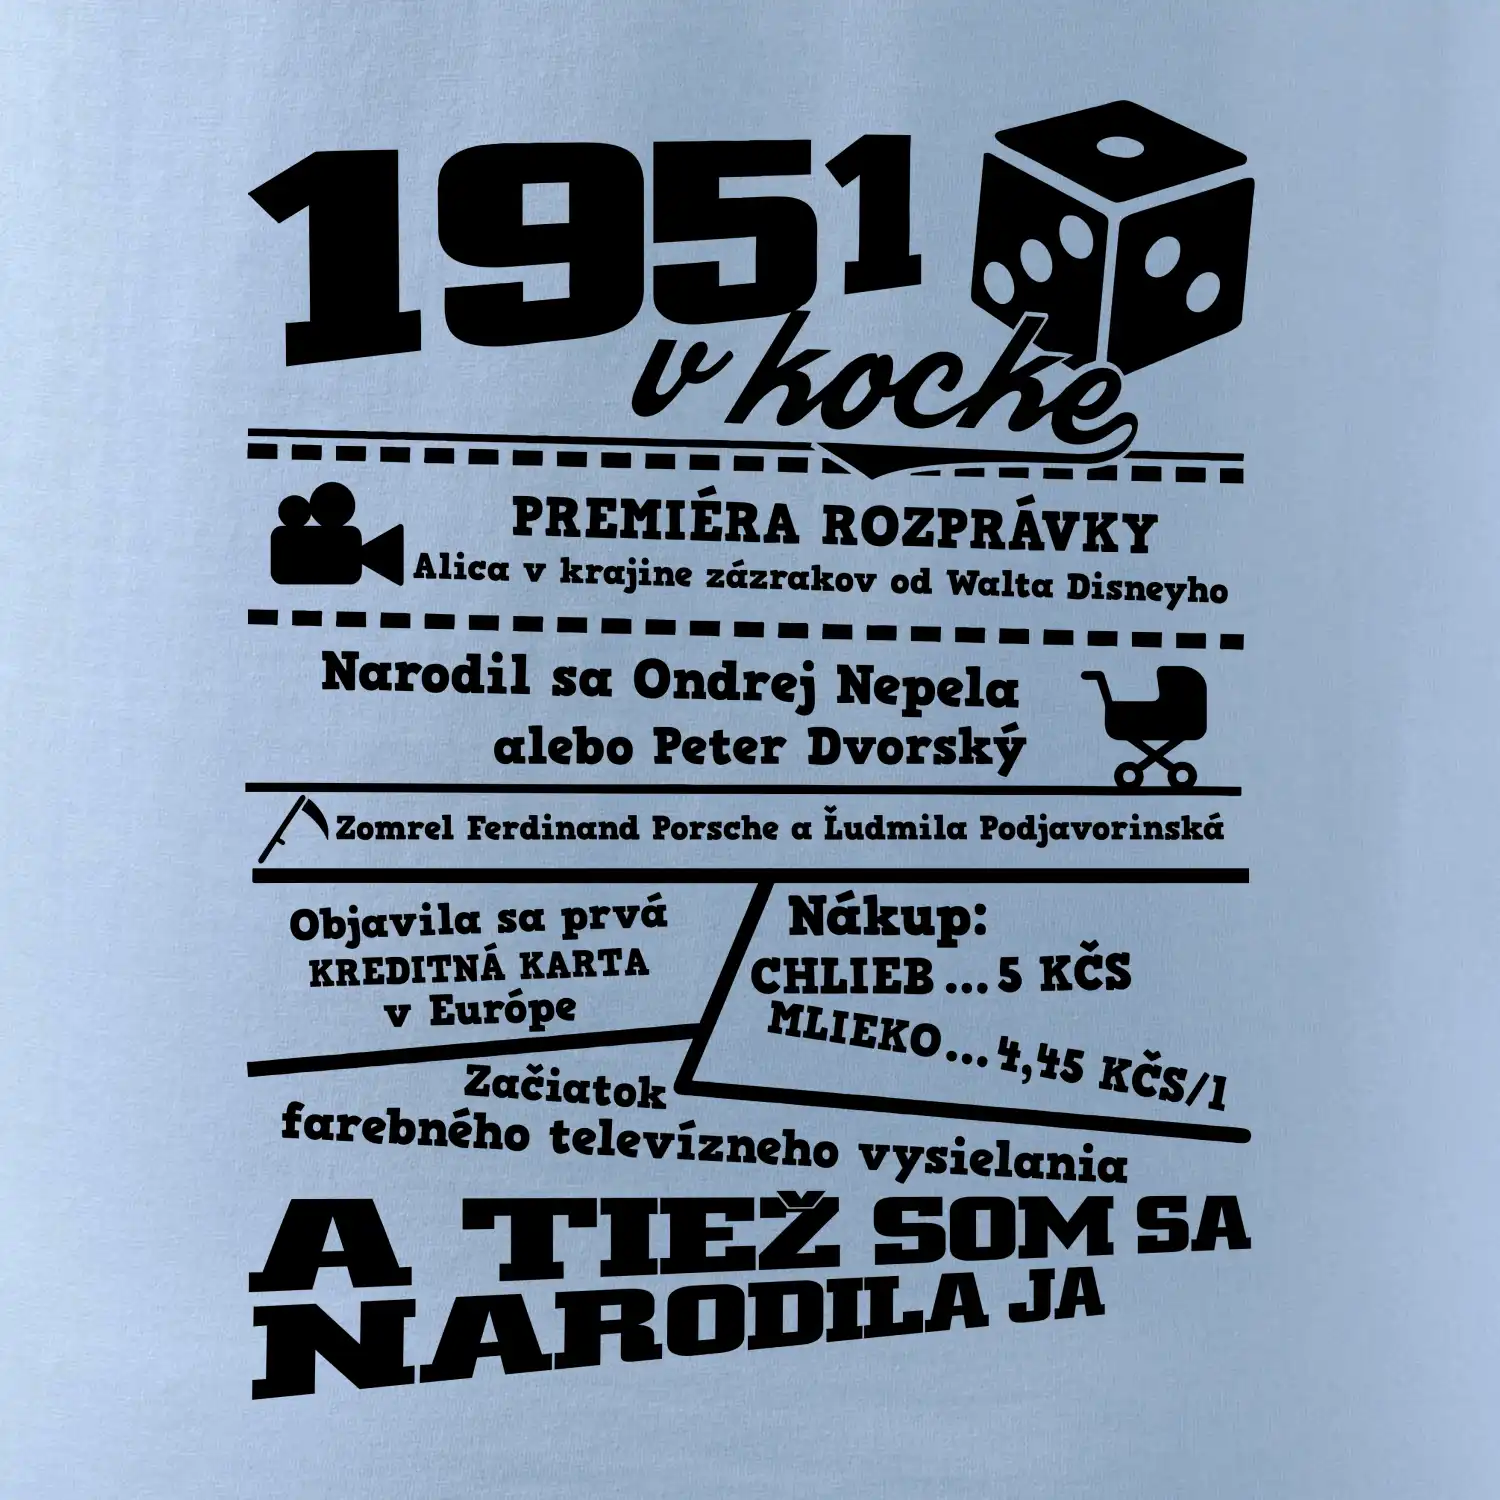 1951
v kocke
PREMIÉRA ROZPRÁVKY
Alica v krajine zázrakov od Walta Disneyho
Narodil sa Ondrej Nepela
alebo Peter Dvorský
Zomrel Ferdinand Porsche a Ľudmila Podjavorinská
Objavila sa prvá
KREDITNÁ KARTA
v Európe
Nákup:
CHLIEB...5 KČS
MLIEKO...4,45 KČS/l
Začiatok
farebného televízneho vysielania
A TIEŽ SOM SA
NARODILA JA